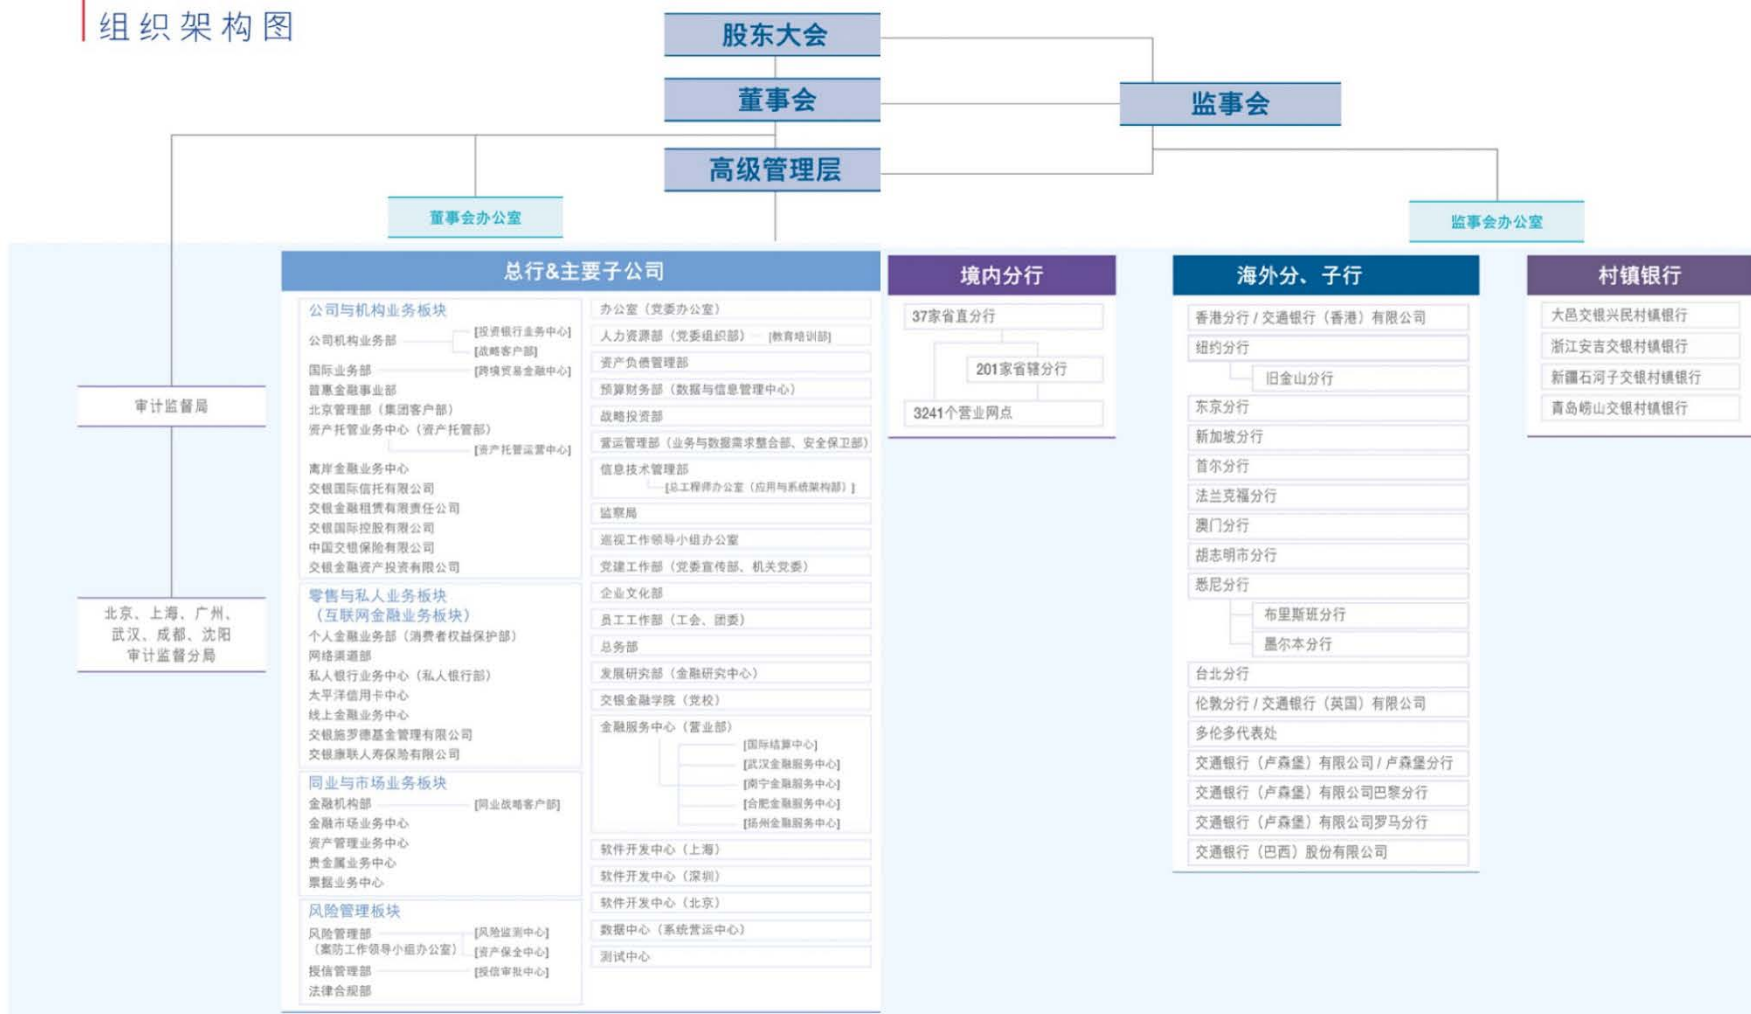 组织架构图
股东大会
董事会
监事会
高级管理层
董事会办公室
监事会办公室
审计监督局
北京、上海、广州、
武汉、成都、沈阳
审计监督分局
总行&主要子公司
公司与机构业务板块
公司机构业务部
[投资银行业务中心]
[战略客户部]
国际业务部
[跨境贸易金融中心]
普惠金融事业部
北京管理部（集团客户部）
资产托管业务中心（资产托管部）
[资产托管运营中心]
离岸金融业务中心
交银国际信托有限公司
交银金融租赁有限责任公司
交银国际控股有限公司
中国交银保险有限公司
交银金融资产投资有限公司
零售与私人业务板块
（互联网金融业务板块）
个人金融业务部（消费者权益保护部）
网络渠道部
私人银行业务中心（私人银行部）
太平洋信用卡中心
线上金融业务中心
交银施罗德基金管理有限公司
交银康联人寿保险有限公司
同业与市场业务板块
金融机构部
[同业战略客户部]
金融市场业务中心
资产管理业务中心
贵金属业务中心
票据业务中心
风险管理板块
风险管理部
（案防工作领导小组办公室）
[风险监测中心]
[资产保全中心]
授信管理部
[授信审批中心]
法律合规部
办公室（党委办公室）
人力资源部（党委组织部）
[教育培训部]
资产负债管理部
预算财务部（数据与信息管理中心）
战略投资部
营运管理部（业务与数据需求整合部、安全保卫部）
信息技术管理部
[总工程师办公室（应用与系统架构部）]
监察局
巡视工作领导小组办公室
党建工作部（党委宣传部、机关党委）
企业文化部
员工工作部（工会、团委）
总务部
发展研究部（金融研究中心）
交银金融学院（党校）
金融服务中心（营业部）
[国际结算中心]
[武汉金融服务中心]
[南宁金融服务中心]
[合肥金融服务中心]
[扬州金融服务中心]
软件开发中心（上海）
软件开发中心（深圳）
软件开发中心（北京）
数据中心（系统营运中心）
测试中心
境内分行
37家省直分行
201家省辖分行
3241个营业网点
海外分、子行
香港分行 / 交通银行（香港）有限公司
纽约分行
旧金山分行
东京分行
新加坡分行
首尔分行
法兰克福分行
澳门分行
胡志明市分行
悉尼分行
布里斯班分行
墨尔本分行
台北分行
伦敦分行 / 交通银行（英国）有限公司
多伦多代表处
交通银行（卢森堡）有限公司 / 卢森堡分行
交通银行（卢森堡）有限公司巴黎分行
交通银行（卢森堡）有限公司罗马分行
交通银行（巴西）股份有限公司
村镇银行
大邑交银兴民村镇银行
浙江安吉交银村镇银行
新疆石河子交银村镇银行
青岛崂山交银村镇银行